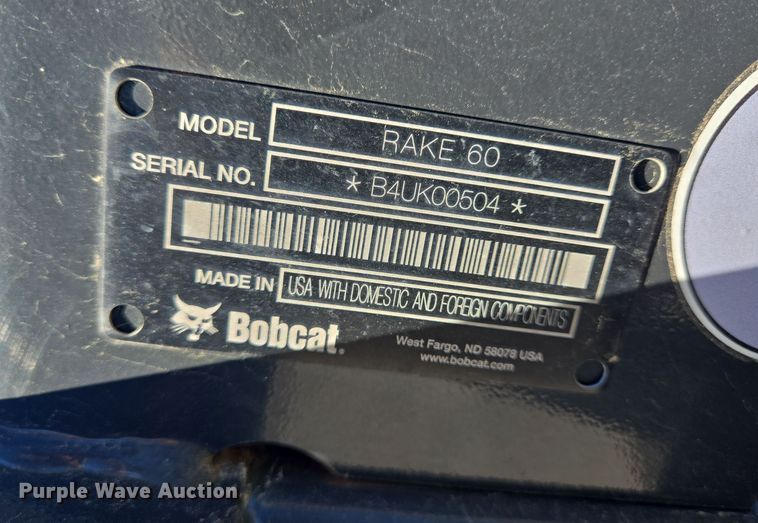 MODEL RAKE 60
SERIAL NO. * B4UK00504 *
MADE IN USA WITH DOMESTIC AND FOREIGN COMPONENTS
Bobcat.
West Fargo, ND 58078 USA
www.bobcat.com
Purple Wave Auction